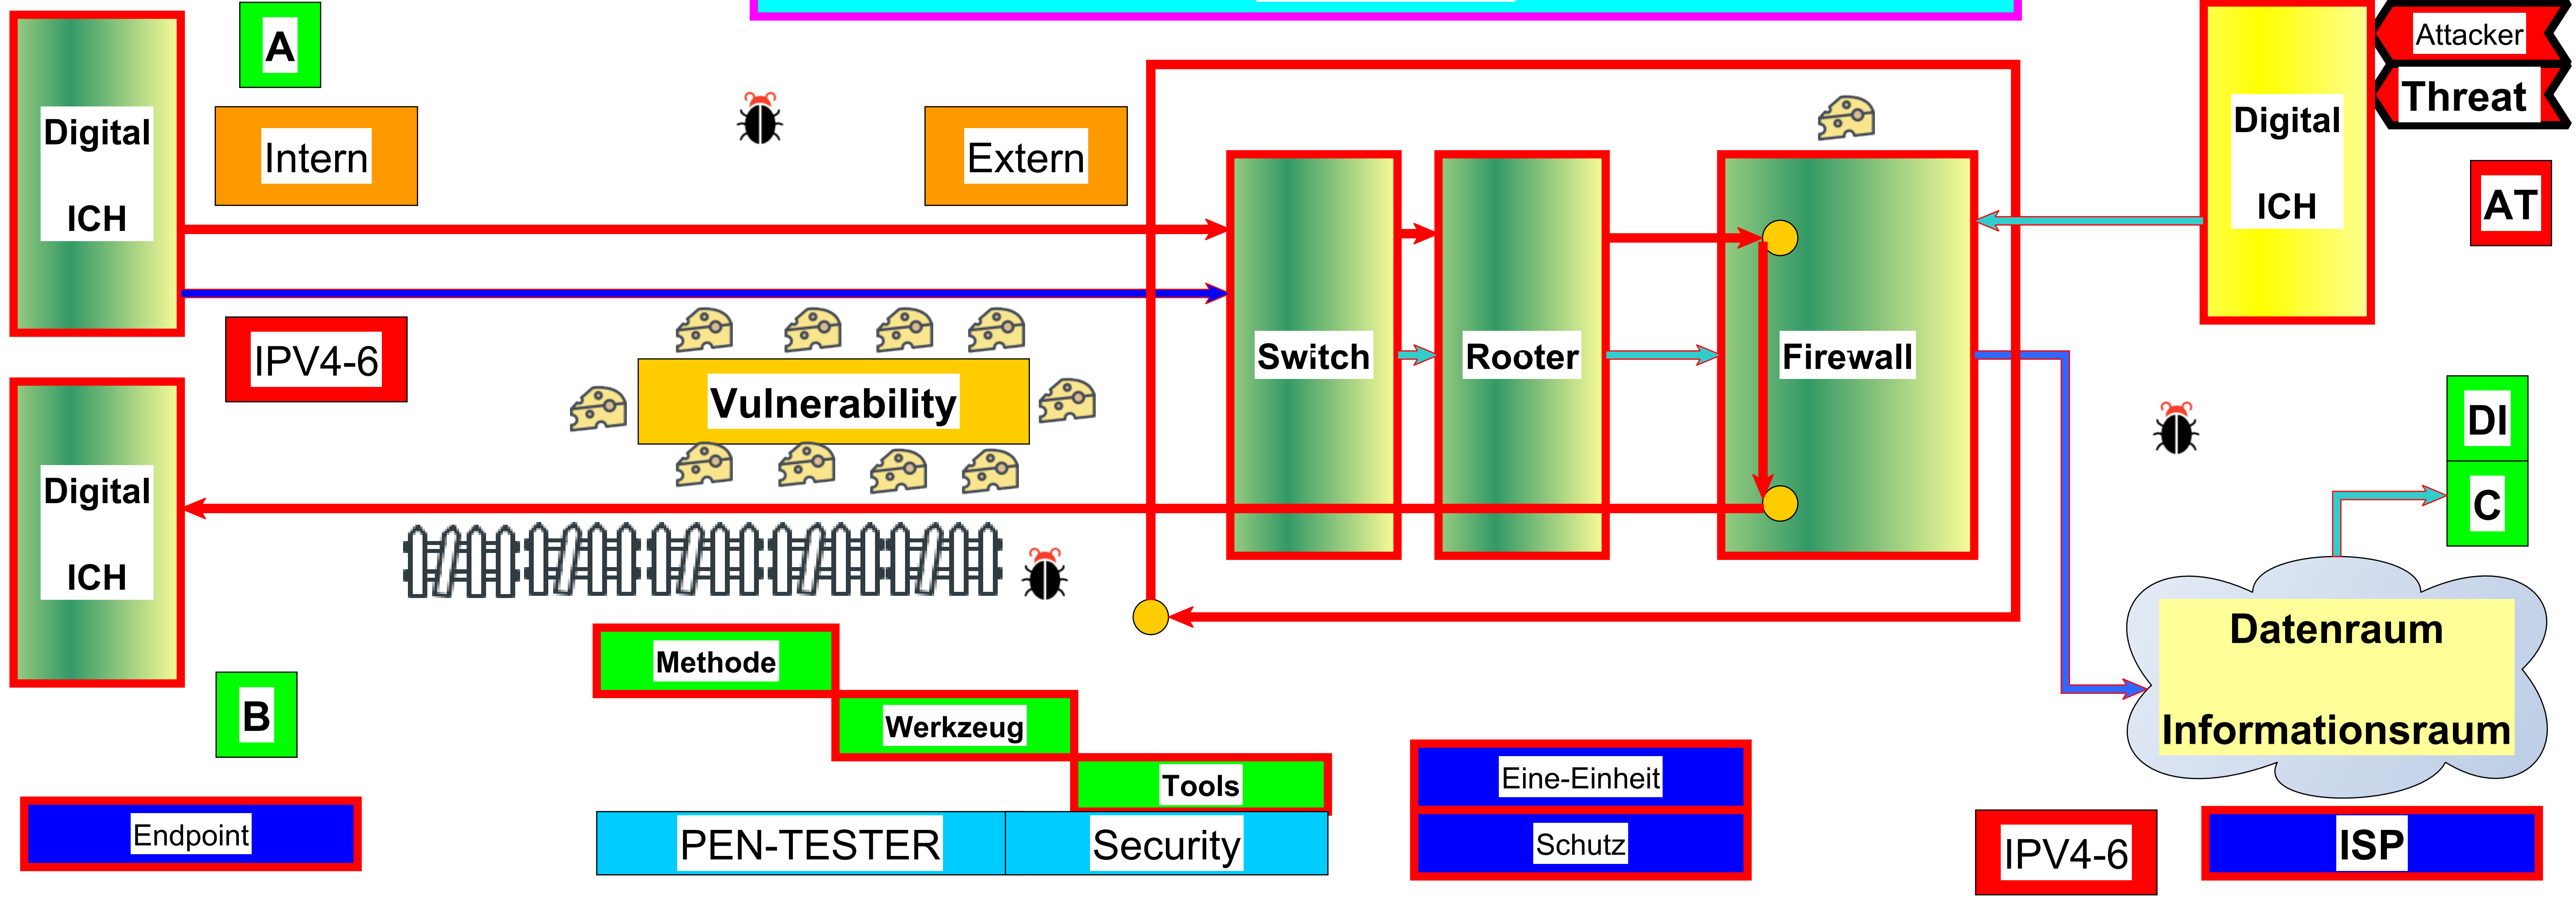 A
Digital
ICH
Intern
Extern
Digital
ICH
Attacker
Threat
AT
IPV4-6
Vulnerability
Switch
Rooter
Firewall
DI
C
Digital
ICH
B
Endpoint
Methode
Werkzeug
Tools
PEN-TESTER
Security
Eine-Einheit
Schutz
Datenraum
Informationsraum
IPV4-6
ISP